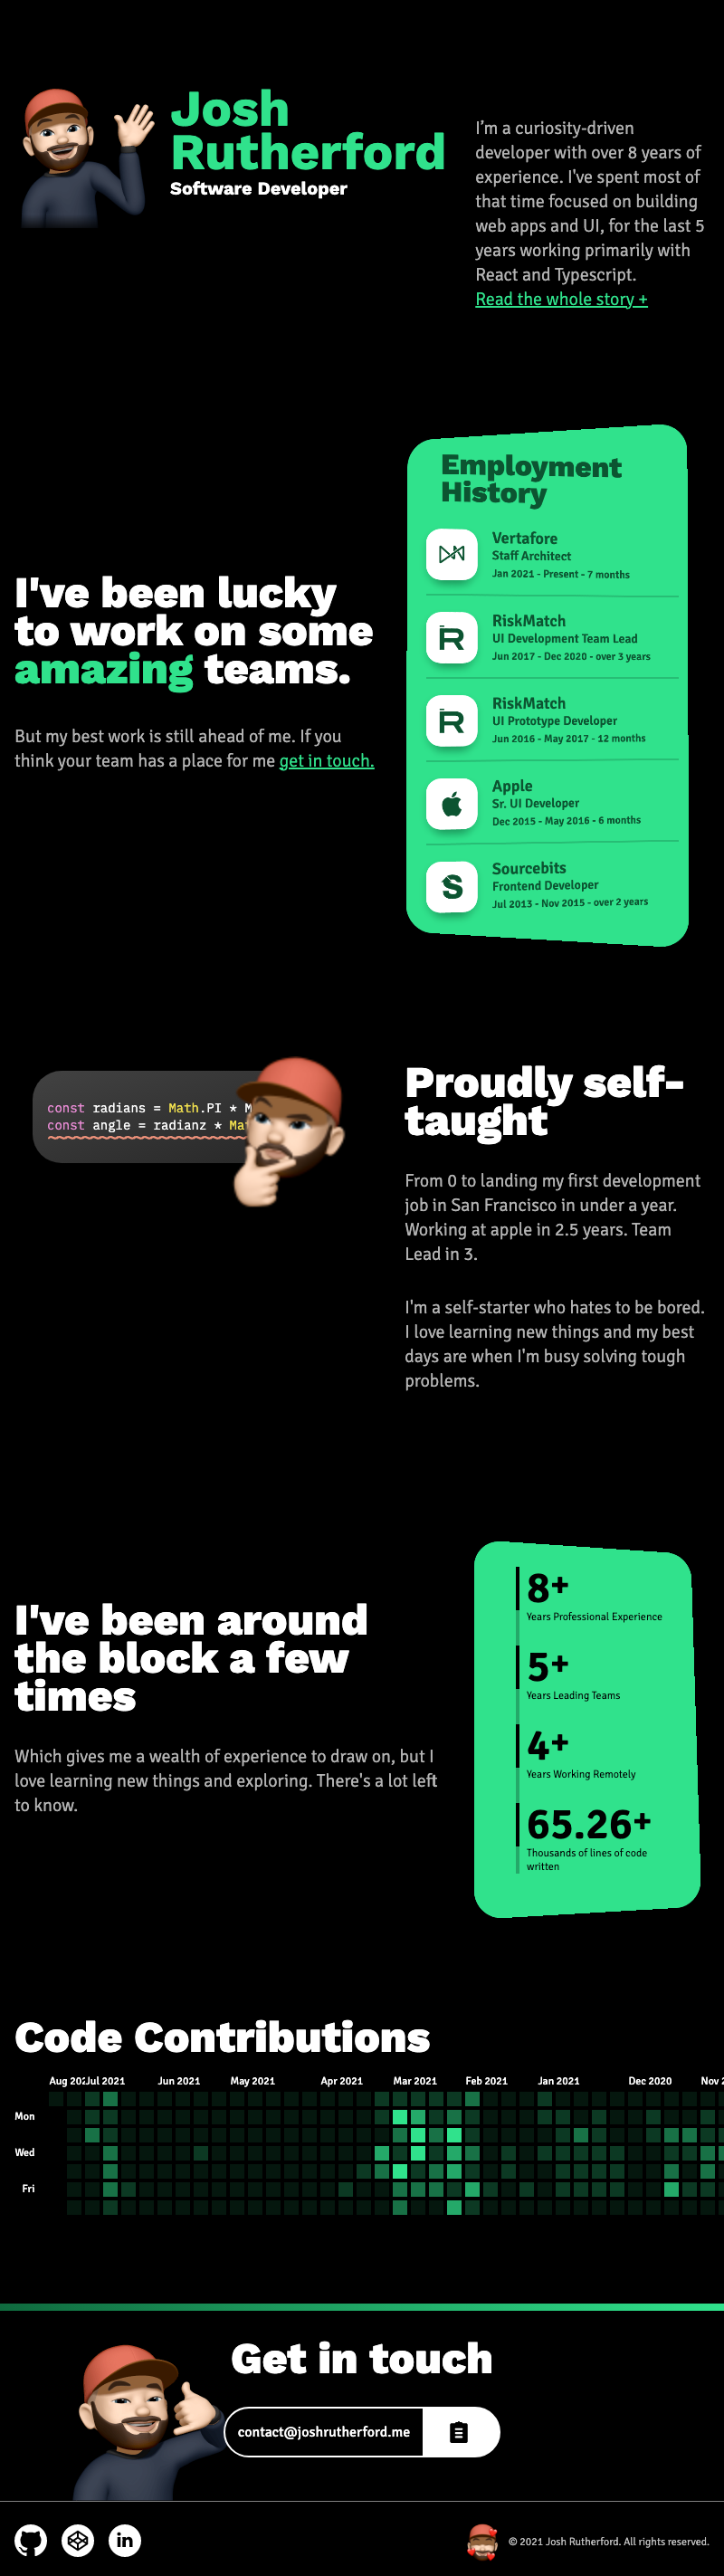 Josh
Rutherford
Software Developer
I'm a curiosity-driven
developer with over 8 years of
experience. I've spent most of
that time focused on building
web apps and UI, for the last 5
years working primarily with
React and Typescript.
Read the whole story +
I've been lucky
to work on some
amazing teams.
But my best work is still ahead of me. If you
think your team has a place for me get in touch.
Employment
History
Vertafore
Staff Architect
Jan 2021 - Present - 7 months
RiskMatch
UI Development Team Lead
Jun 2017 - Dec 2020 - over 3 years
RiskMatch
UI Prototype Developer
Jun 2016 - May 2017 - 12 months
Apple
Sr. UI Developer
Dec 2015 - May 2016 - 6 months
Sourcebits
Frontend Developer
Jul 2013 - Nov 2015 - over 2 years
const radians = Math.PI * M
const angle = radianz * Ma
Proudly self-
taught
From 0 to landing my first development
job in San Francisco in under a year.
Working at apple in 2.5 years. Team
Lead in 3.
I'm a self-starter who hates to be bored.
I love learning new things and my best
days are when I'm busy solving tough
problems.
I've been around
the block a few
times
Which gives me a wealth of experience to draw on, but I
love learning new things and exploring. There's a lot left
to know.
8+
Years Professional Experience
5+
Years Leading Teams
4+
Years Working Remotely
65.26+
Thousands of lines of code
written
Code Contributions
Aug 20 Jul 2021 Jun 2021 May 2021 Apr 2021 Mar 2021 Feb 2021 Jan 2021 Dec 2020 Nov
Mon
Wed
Fri
Get in touch
contact@joshrutherford.me
© 2021 Josh Rutherford. All rights reserved.